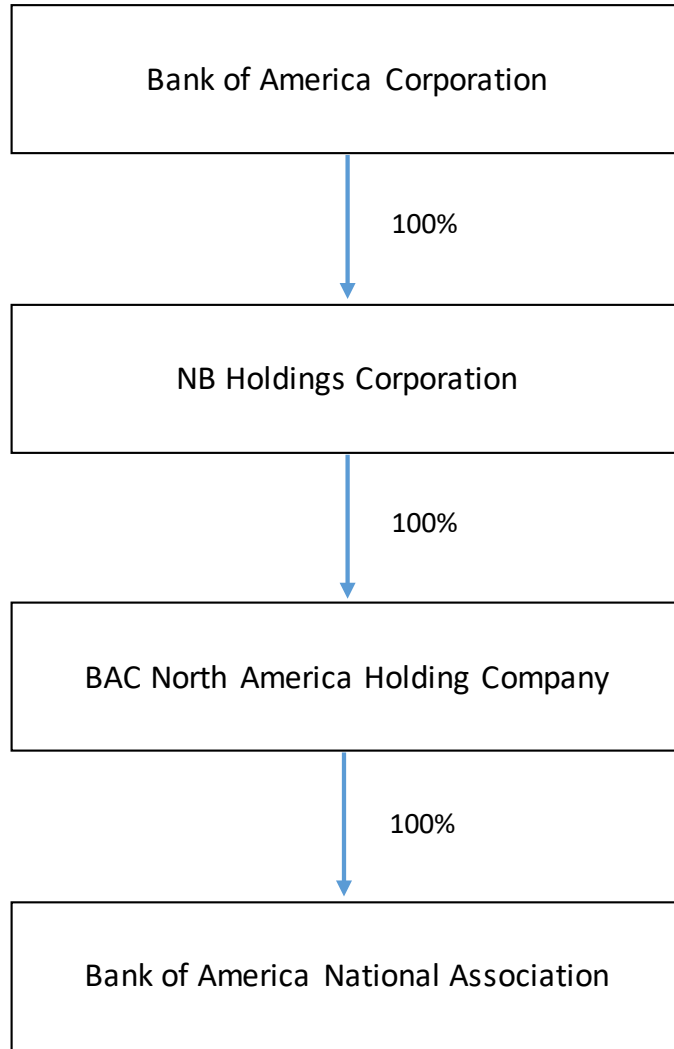 Bank of America Corporation
100%
NB Holdings Corporation
100%
BAC North America Holding Company
100%
Bank of America National Association